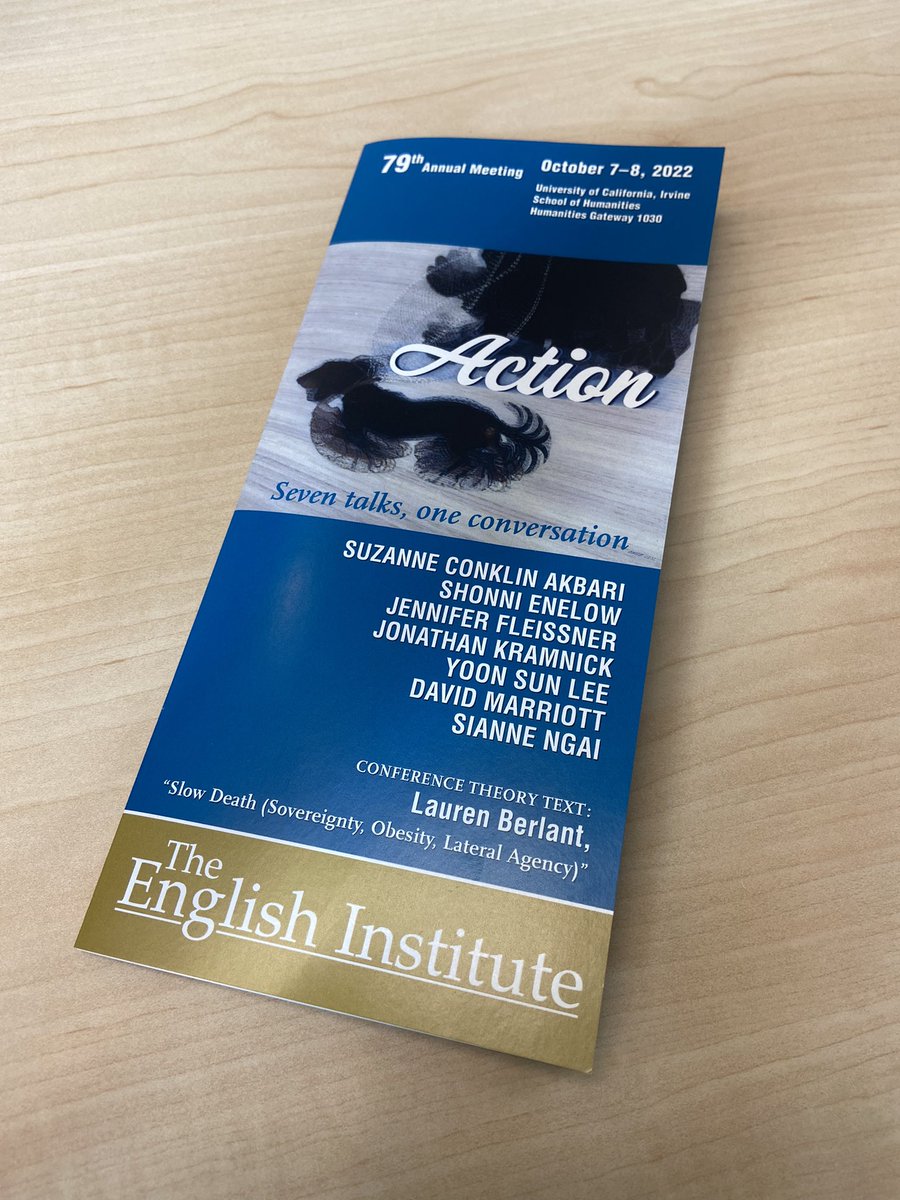 79th Annual Meeting
October 7–8, 2022
University of California, Irvine
School of Humanities
Humanities Gateway 1030
Action
Seven talks, one conversation
SUZANNE CONKLIN AKBARI
SHONNI ENELOW
JENNIFER FLEISSNER
JONATHAN KRAMNICK
YOON SUN LEE
DAVID MARRIOTT
SIANNE NGAI
CONFERENCE THEORY TEXT:
Lauren Berlant,
“Slow Death (Sovereignty, Obesity, Lateral Agency)”
The
English Institute